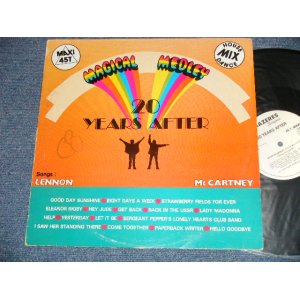 MAXI 45T
MAGICAL MEDLEY
HOUSE MIX DANCE
20 YEARS AFTER
Songs :
LENNON
Mc CARTNEY
GOOD DAY SUNSHINE • EIGHT DAYS A WEEK • STRAWBERRY FIELDS FOR EVER
ELEANOR RIGBY • HEY JUDE • GET BACK • BACK IN THE USSR • LADY MADONNA
HELP • YESTERDAY • LET IT BE • SERGEANT PEPPER'S LONELY HEARTS CLUB BAND
I SAW HER STANDING THERE • COME TOGETHER • PAPERBACK WRITER • HELLO GOODBYE
YEARS AFTER